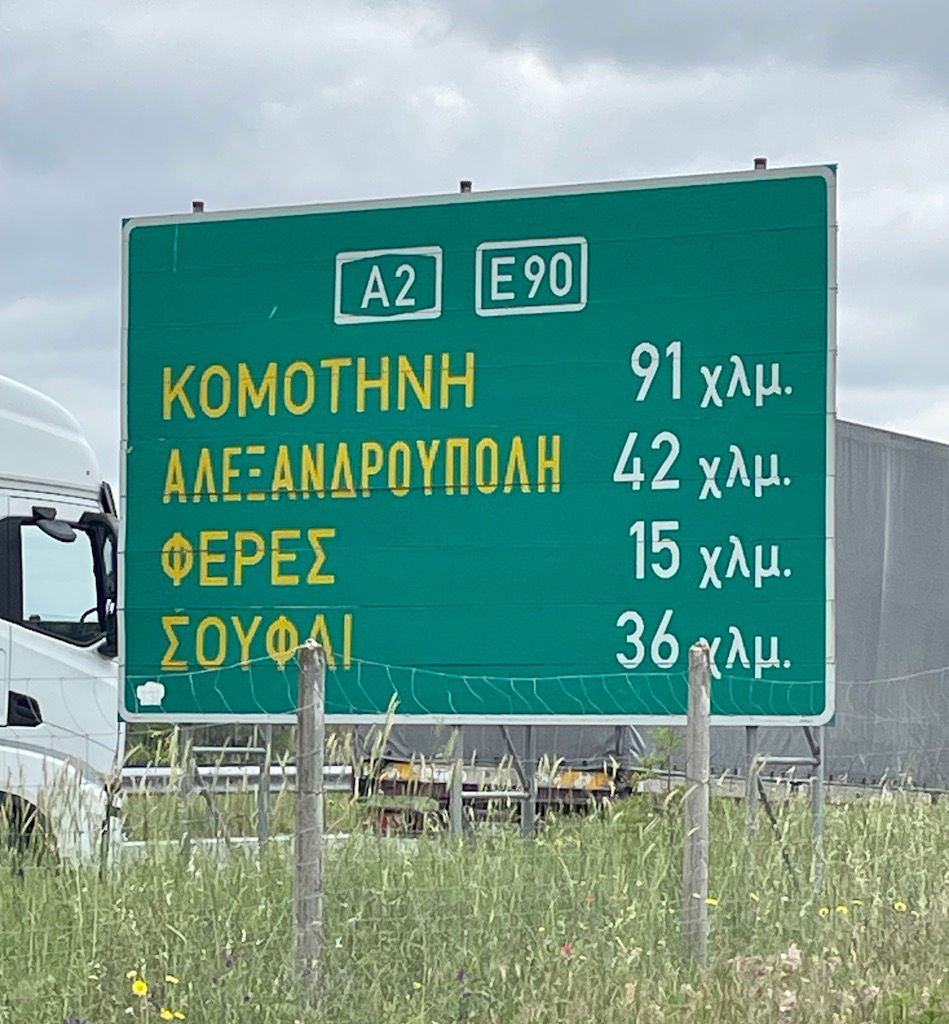 A2 E90
ΚΟΜΟΤΗΝΗ 91 χλμ.
ΑΛΕΞΑΝΔΡΟΥΠΟΛΗ 42 χλμ.
ΦΕΡΕΣ 15 χλμ.
ΣΟΥΦΛΙ 36 χλμ.